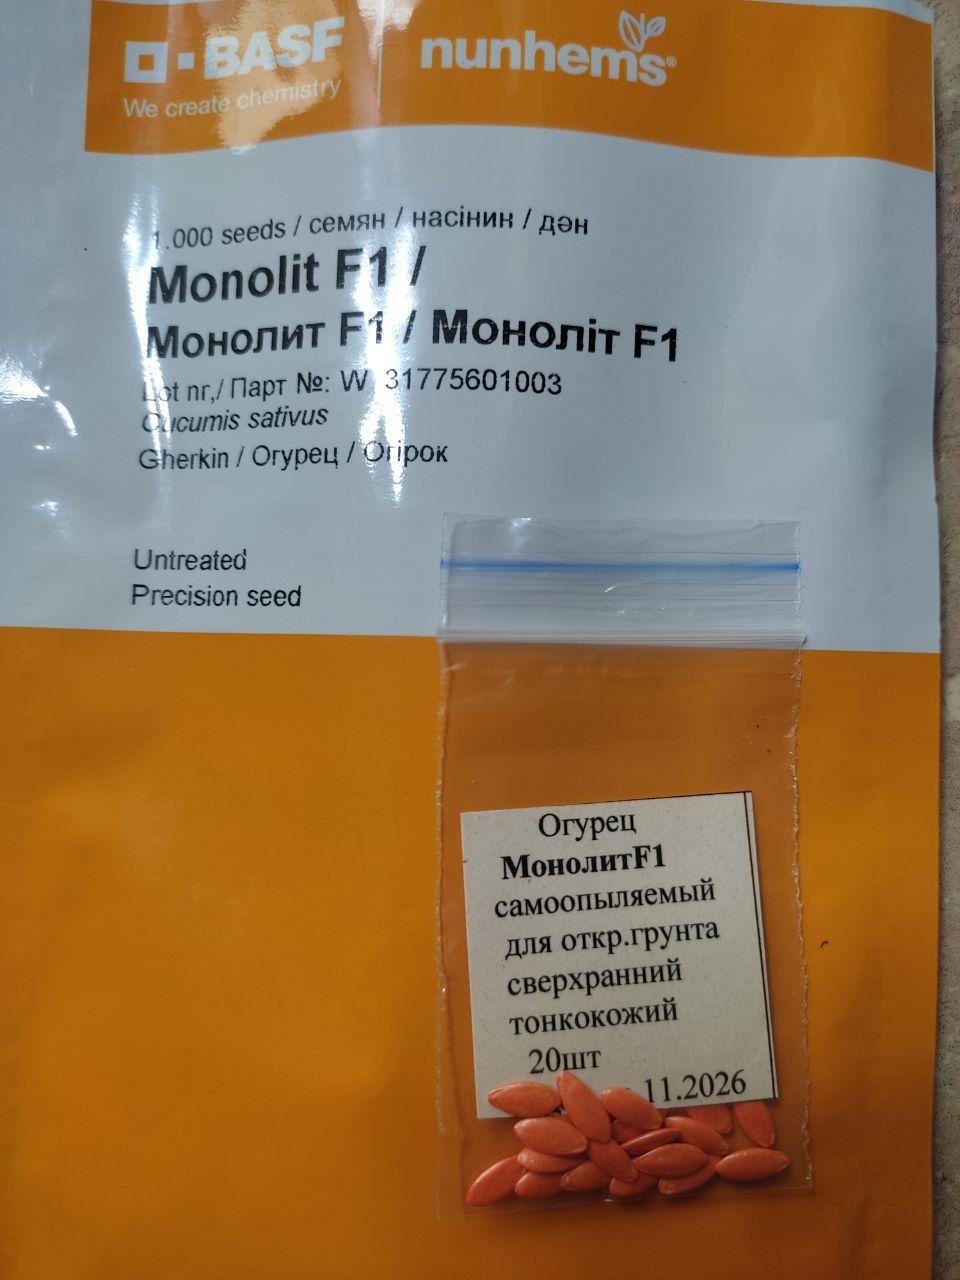 BASF
We create chemistry
nunhems®
1.000 seeds / семян / насінин / дән
Monolit F1 /
Монолит F1 / Моноліт F1
Lot nr,/ Парт №: W 31775601003
Cucumis sativus
Gherkin / Огурец / Огірок
Untreated
Precision seed
Огурец
МонолитF1
самоопыляемый
для откр.грунта
сверхранний
тонкокожий
20шт
11.2026